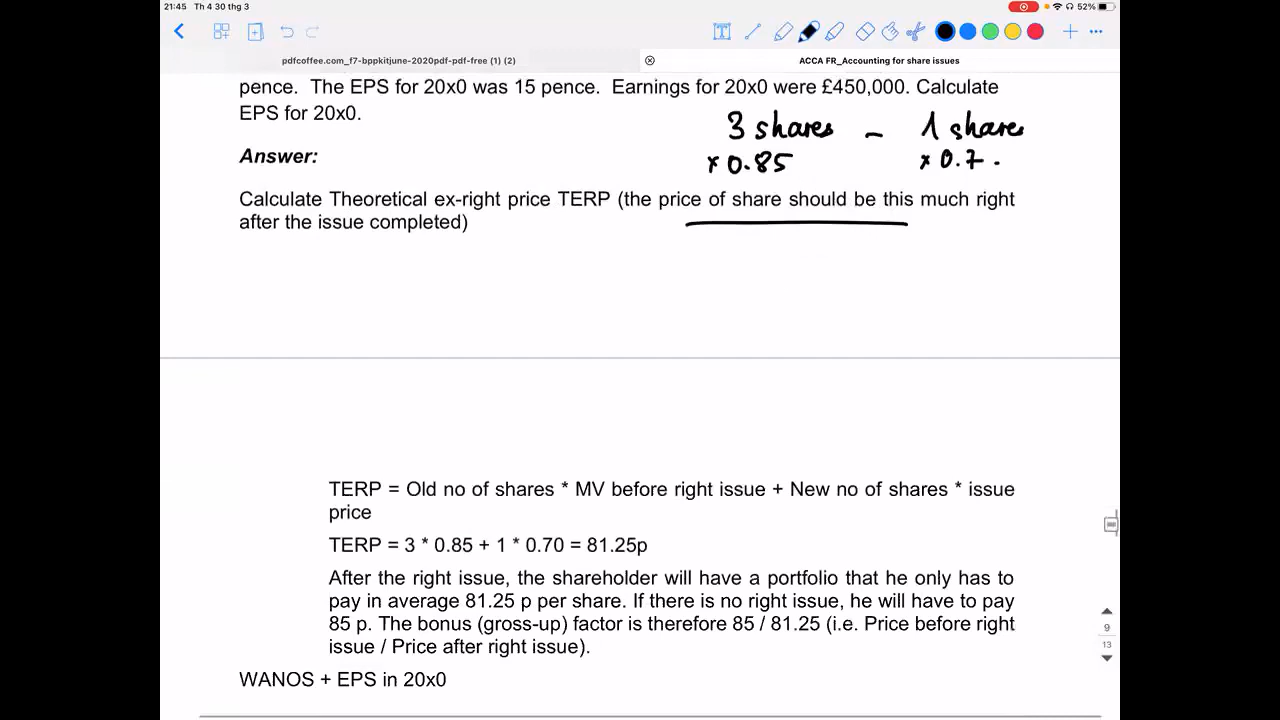 21:45 Th 4 30 thg 3
52%
pdfcoffee.com_f7-bppkitjune-2020pdf-pdf-free (1) (2)
ACCA FR_Accounting for share issues
pence. The EPS for 20x0 was 15 pence. Earnings for 20x0 were £450,000. Calculate
EPS for 20x0.
3 shares - 1 shares
Answer:
x 0.85 x 0.7
Calculate Theoretical ex-right price TERP (the price of share should be this much right
after the issue completed)
TERP = Old no of shares * MV before right issue + New no of shares * issue
price
TERP = 3 * 0.85 + 1 * 0.70 = 81.25p
After the right issue, the shareholder will have a portfolio that he only has to
pay in average 81.25 p per share. If there is no right issue, he will have to pay
85 p. The bonus (gross-up) factor is therefore 85 / 81.25 (i.e. Price before right
issue / Price after right issue).
9
13
WANOS + EPS in 20x0